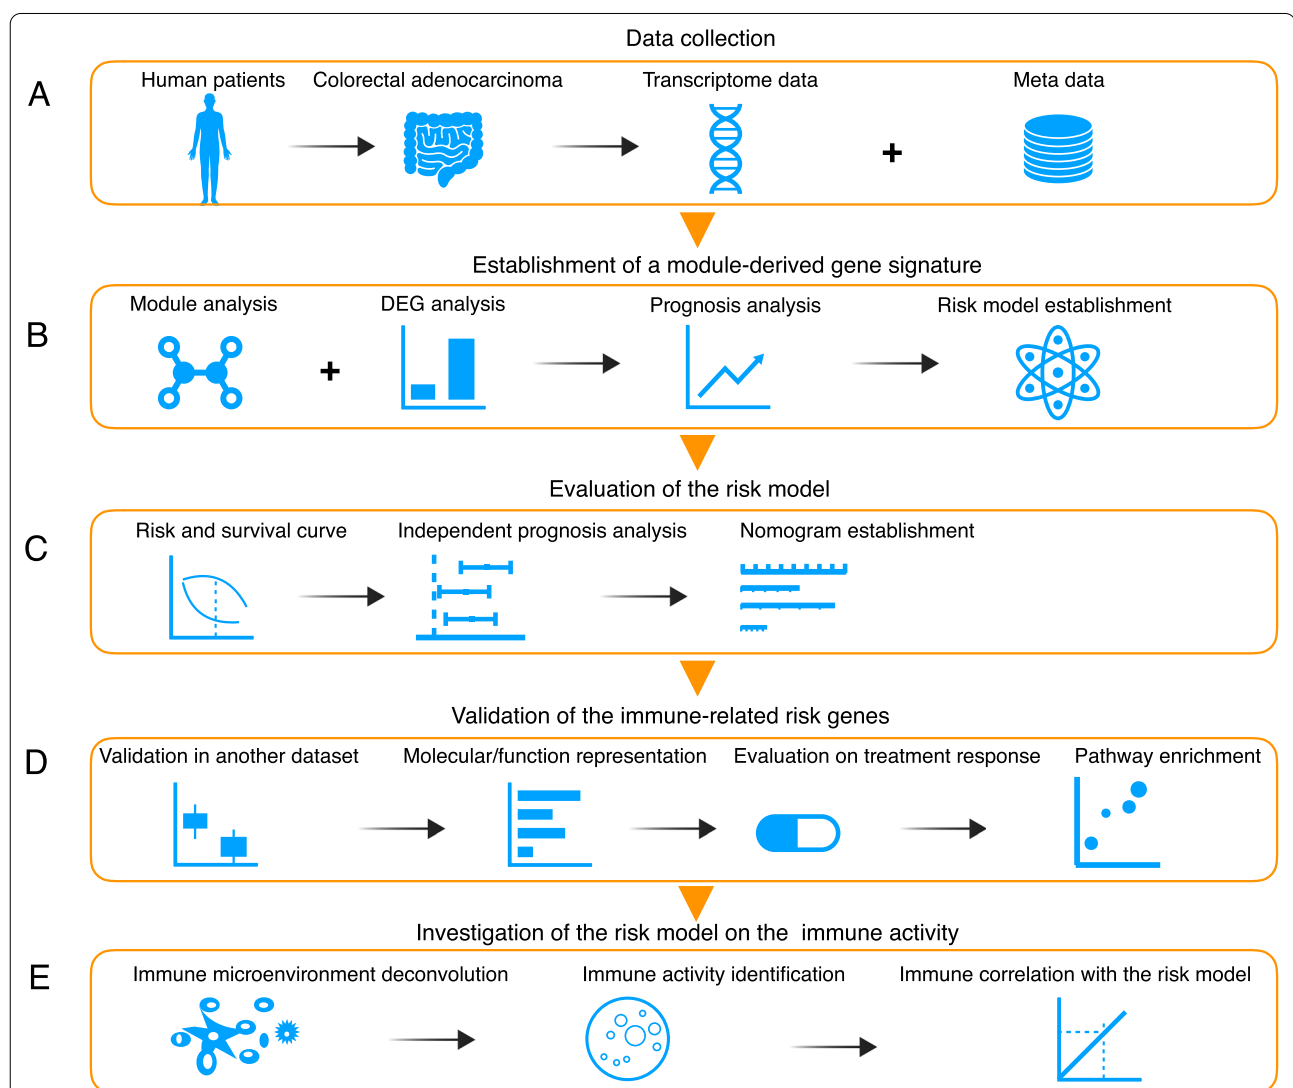 Data collection
A
Human patients
Colorectal adenocarcinoma
Transcriptome data
Meta data
+
Establishment of a module-derived gene signature
B
Module analysis
DEG analysis
Prognosis analysis
Risk model establishment
+
Evaluation of the risk model
C
Risk and survival curve
Independent prognosis analysis
Nomogram establishment
Validation of the immune-related risk genes
D
Validation in another dataset
Molecular/function representation
Evaluation on treatment response
Pathway enrichment
Investigation of the risk model on the  immune activity
E
Immune microenvironment deconvolution
Immune activity identification
Immune correlation with the risk model